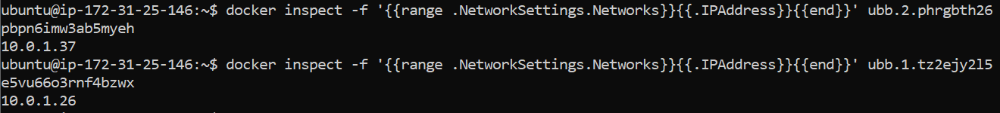 ubuntu@ip-172-31-25-146:~$ docker inspect -f '{{range .NetworkSettings.Networks}}{{.IPAddress}}{{end}}' ubb.2.phrgbth26
pbpn6imw3ab5myeh
10.0.1.37
ubuntu@ip-172-31-25-146:~$ docker inspect -f '{{range .NetworkSettings.Networks}}{{.IPAddress}}{{end}}' ubb.1.tz2ejy2l5
e5vu66o3rnf4bzwx
10.0.1.26